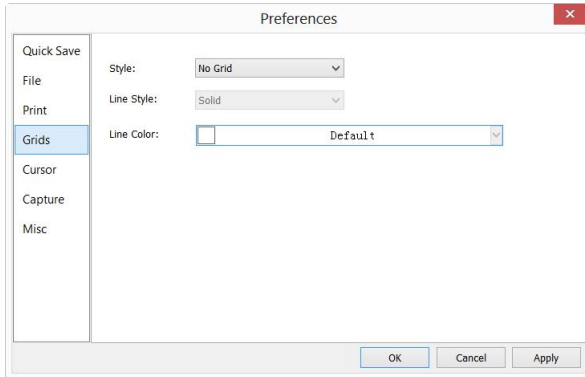 Preferences
Quick Save
File
Print
Grids
Cursor
Capture
Misc
Style: No Grid
Line Style: Solid
Line Color: Default
OK Cancel Apply